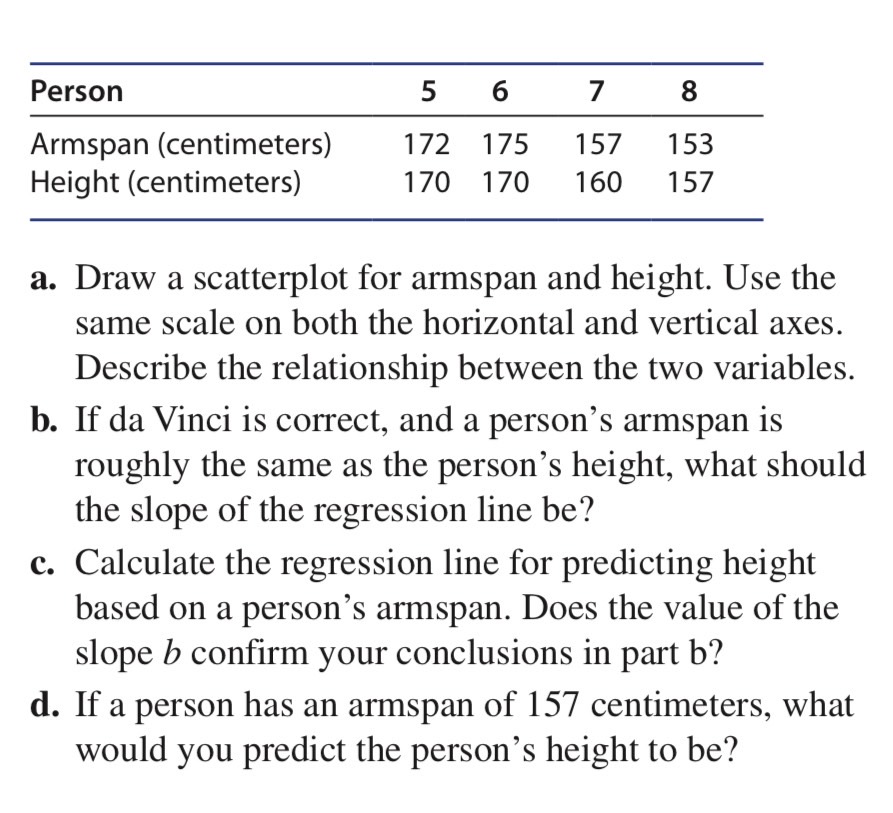 Person 5 6 7 8
Armspan (centimeters) 172 175 157 153
Height (centimeters) 170 170 160 157
a. Draw a scatterplot for armspan and height. Use the
same scale on both the horizontal and vertical axes.
Describe the relationship between the two variables.
b. If da Vinci is correct, and a person's armspan is
roughly the same as the person's height, what should
the slope of the regression line be?
c. Calculate the regression line for predicting height
based on a person's armspan. Does the value of the
slope b confirm your conclusions in part b?
d. If a person has an armspan of 157 centimeters, what
would you predict the person's height to be?